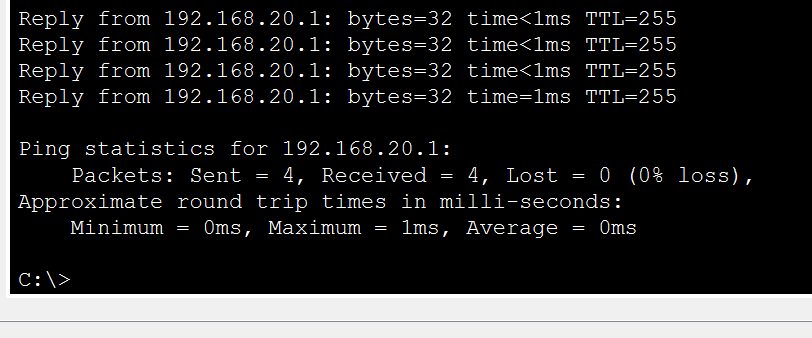 Reply from 192.168.20.1: bytes=32 time<1ms TTL=255
Reply from 192.168.20.1: bytes=32 time<1ms TTL=255
Reply from 192.168.20.1: bytes=32 time<1ms TTL=255
Reply from 192.168.20.1: bytes=32 time=1ms TTL=255

Ping statistics for 192.168.20.1:
    Packets: Sent = 4, Received = 4, Lost = 0 (0% loss),
Approximate round trip times in milli-seconds:
    Minimum = 0ms, Maximum = 1ms, Average = 0ms

C:\>